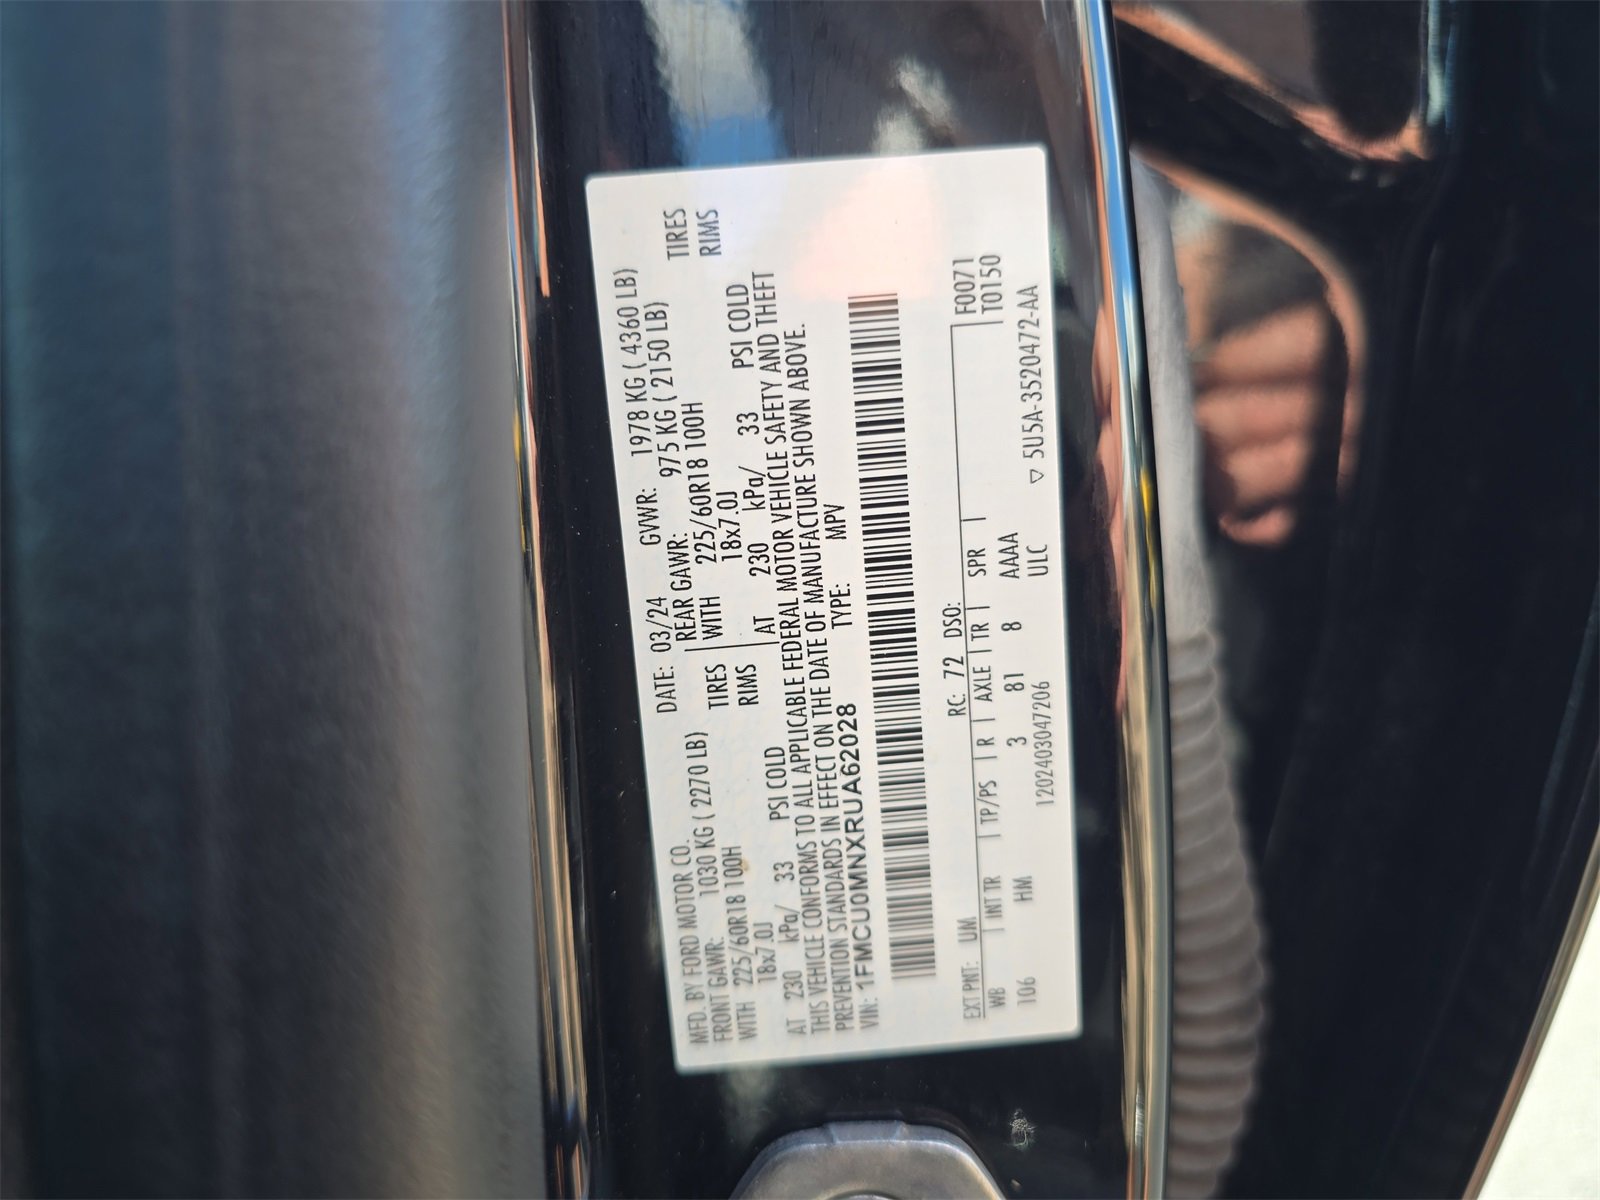 MFD. BY FORD MOTOR CO. DATE: 03/24 GVWR: 1978 KG ( 4360 LB)
FRONT GAWR: 1030 KG ( 2270 LB) REAR GAWR: 975 KG ( 2150 LB)
WITH 225/60R18 100H TIRES WITH 225/60R18 100H TIRES
18x7.0J RIMS 18x7.0J RIMS
AT 230 kPa/ 33 PSI COLD AT 230 kPa/ 33 PSI COLD
THIS VEHICLE CONFORMS TO ALL APPLICABLE FEDERAL MOTOR VEHICLE SAFETY AND THEFT
PREVENTION STANDARDS IN EFFECT ON THE DATE OF MANUFACTURE SHOWN ABOVE.
VIN: 1FMCU0MNXRUA62028 TYPE: MPV
EXT PNT: UM RC: 72 DSO: F0071
WB | INT TR | TP/PS | R | AXLE | TR | SPR | T0150
106 HM 3 81 8 AAAA
120240304720​6 ULC ▽ 5U5A-3520472-AA